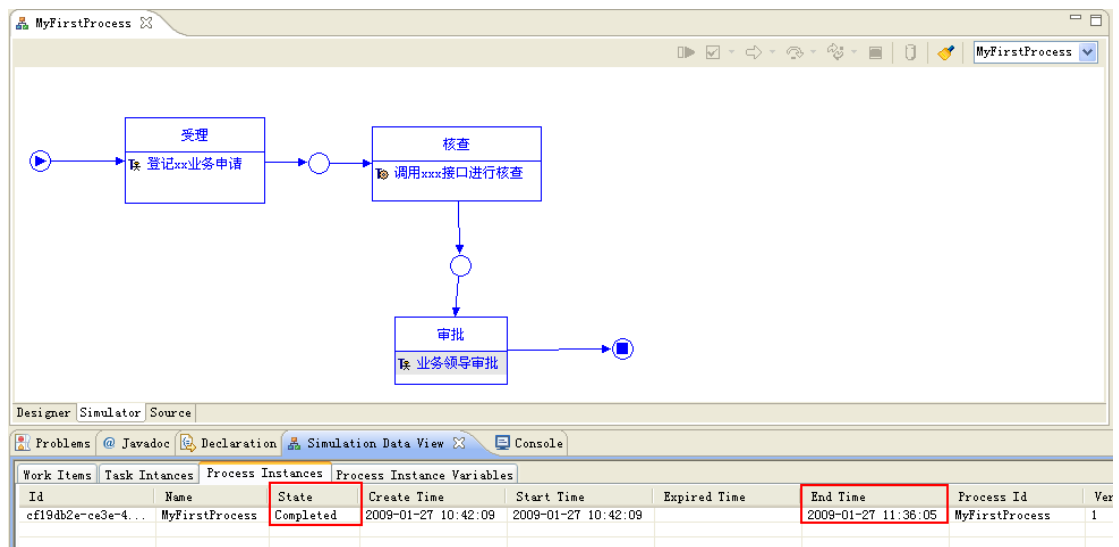 MyFirstProcess
MyFirstProcess
受理
登记xx业务申请
核查
调用xxx接口进行核查
审批
业务领导审批
Designer Simulator Source
Problems @ Javadoc Declaration Simulation Data View Console
Work Items Task Intances Process Instances Process Instance Variables
Id Name State Create Time Start Time Expired Time End Time Process Id Ver
cf19db2e-ce3e-4... MyFirstProcess Completed 2009-01-27 10:42:09 2009-01-27 10:42:09 2009-01-27 11:36:05 MyFirstProcess 1